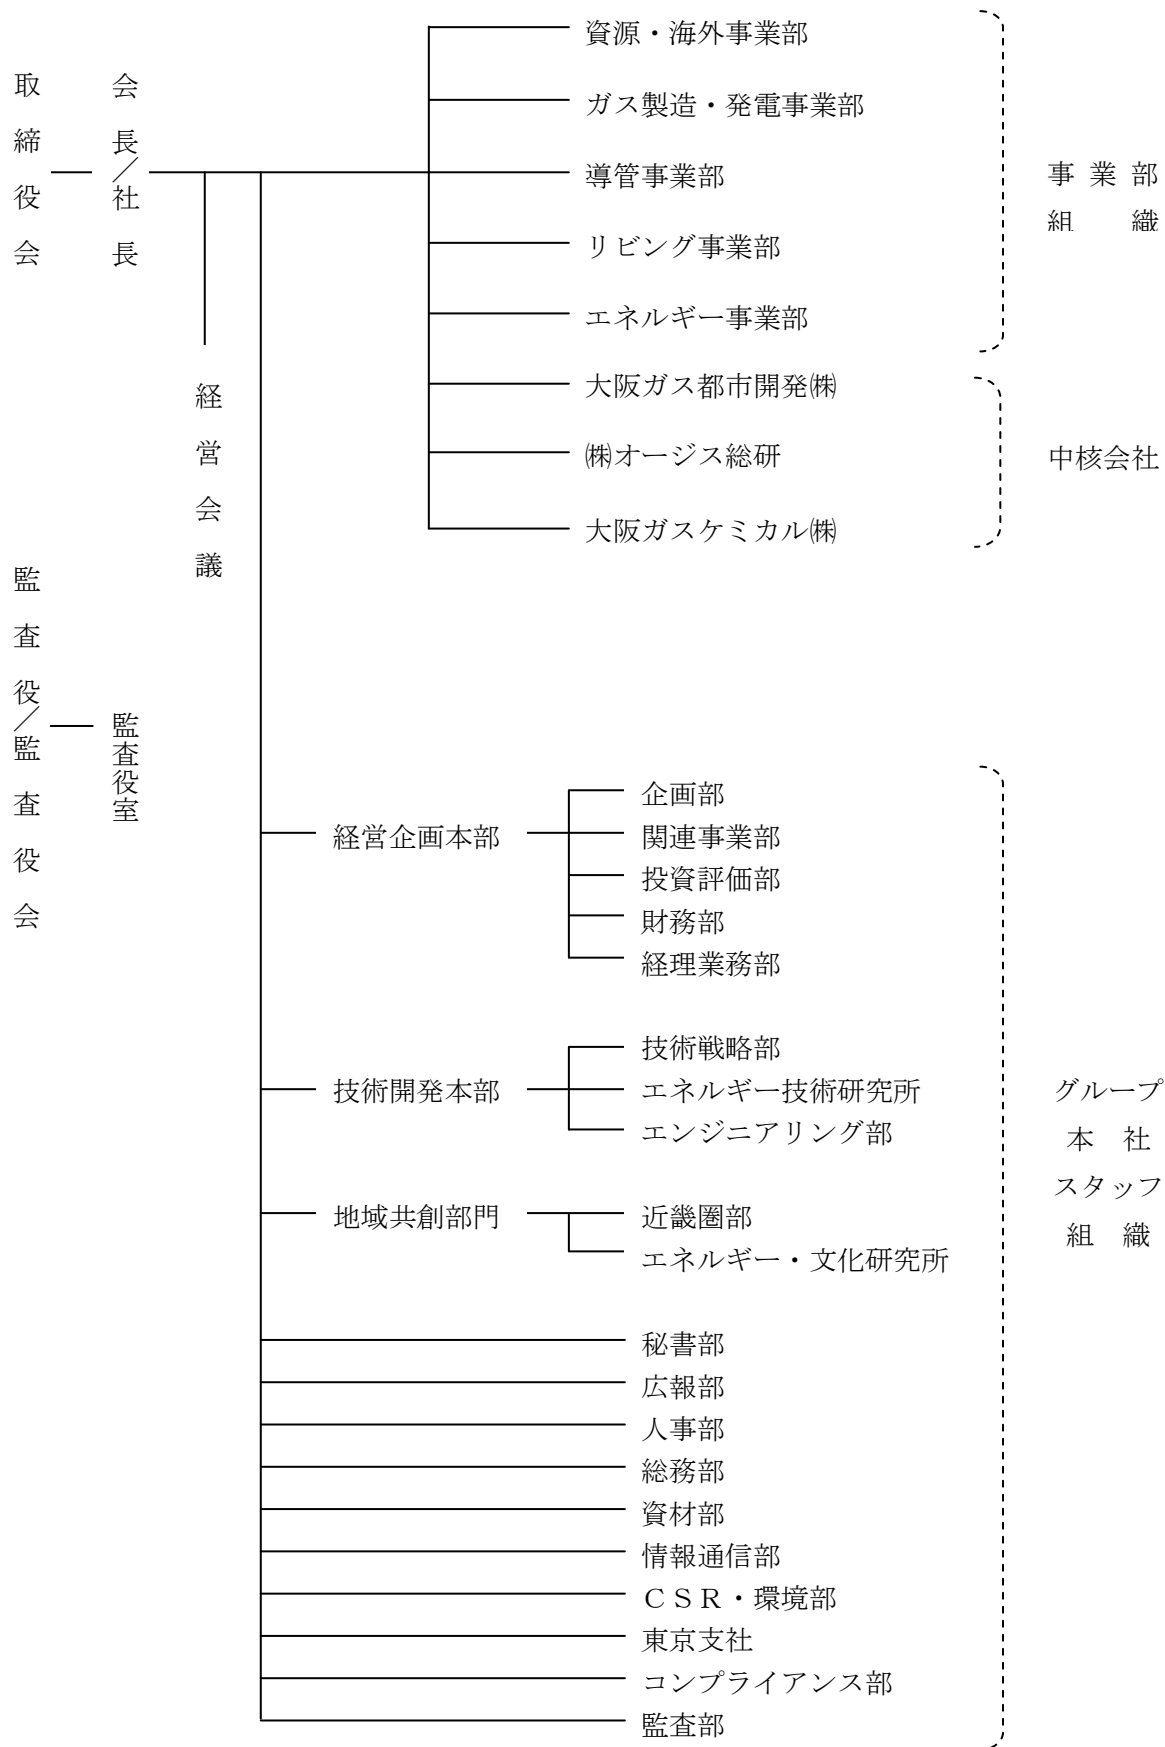 取締役会
会長／社長
経営会議
監査役／監査役会
監査役室
資源・海外事業部
ガス製造・発電事業部
導管事業部
リビング事業部
エネルギー事業部
事業部
組織
大阪ガス都市開発㈱
㈱オージス総研
大阪ガスケミカル㈱
中核会社
経営企画本部
企画部
関連事業部
投資評価部
財務部
経理業務部
技術開発本部
技術戦略部
エネルギー技術研究所
エンジニアリング部
地域共創部門
近畿圏部
エネルギー・文化研究所
秘書部
広報部
人事部
総務部
資材部
情報通信部
ＣＳＲ・環境部
東京支社
コンプライアンス部
監査部
グループ
本社
スタッフ
組織